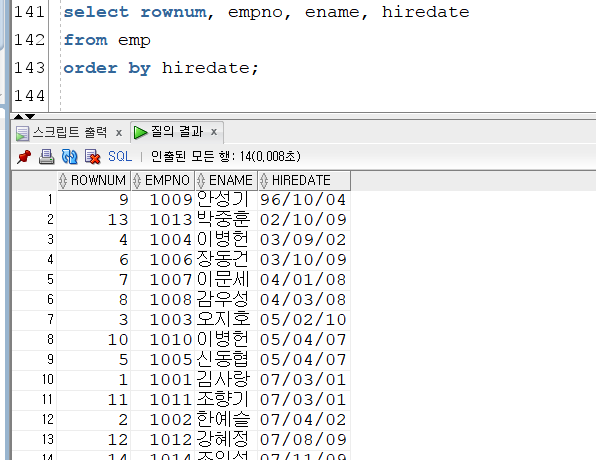 141 select rownum, empno, ename, hiredate
142 from emp
143 order by hiredate;
144
스크립트 출력 x 질의 결과 x
SQL | 인출된 모든 행: 14(0,008초)
ROWNUM EMPNO ENAME HIREDATE
1 9 1009 안성기 96/10/04
2 13 1013 박중훈 02/10/09
3 4 1004 이병헌 03/09/02
4 6 1006 장동건 03/10/09
5 7 1007 이문세 04/01/08
6 8 1008 감우성 04/03/08
7 3 1003 오지호 05/02/10
8 10 1010 이병헌 05/04/07
9 5 1005 신동협 05/04/07
10 1 1001 김사랑 07/03/01
11 11 1011 조향기 07/03/01
12 2 1002 한예슬 07/04/02
13 12 1012 강혜정 07/08/09
14 14 1014 조인성 07/11/09